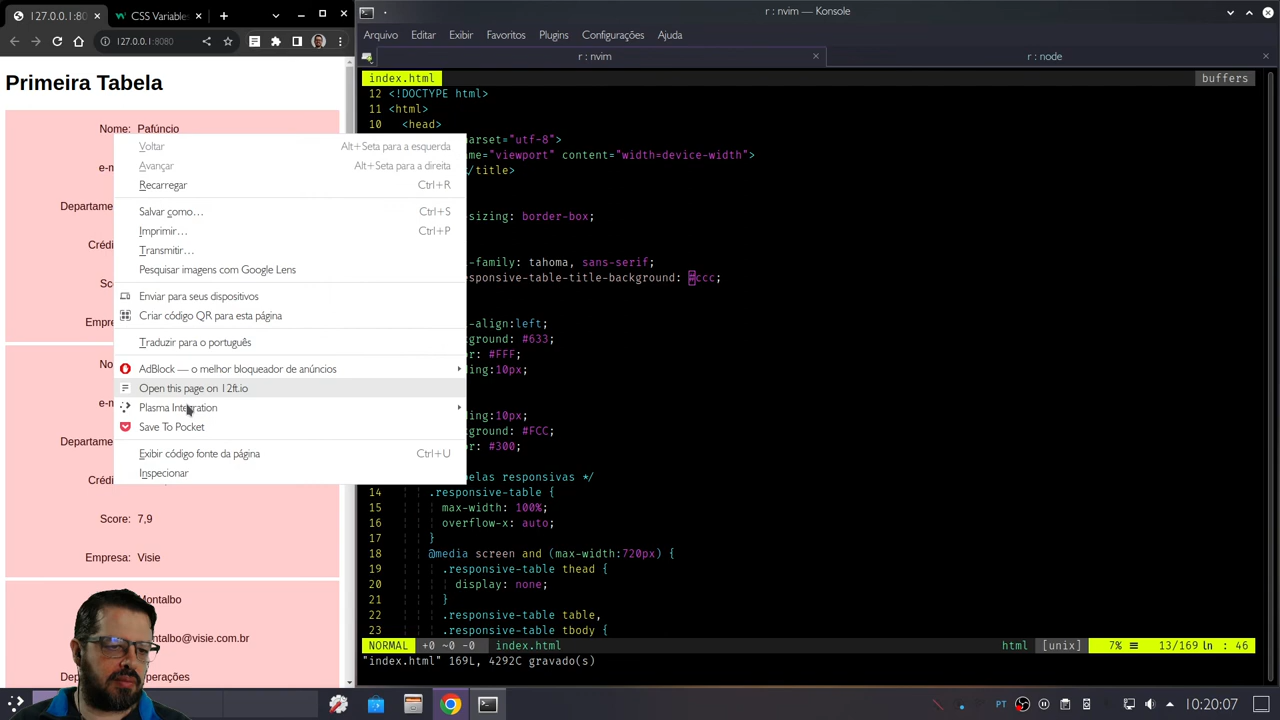 127.0.0.1:80
CSS Variable
127.0.0.1:8080
Primeira Tabela
Nome: Pafúncio
e-m
Departame
Crédi
Sc
Empre
Voltar Alt+Seta para a esquerda
Avançar Alt+Seta para a direita
Recarregar Ctrl+R
Salvar como… Ctrl+S
Imprimir… Ctrl+P
Transmitir…
Pesquisar imagens com Google Lens
Enviar para seus dispositivos
Criar código QR para esta página
Traduzir para o português
AdBlock — o melhor bloqueador de anúncios
Open this page on 12ft.io
Plasma Integration
Save To Pocket
Exibir código fonte da página Ctrl+U
Inspecionar
No
e-m
Departame
Crédi
Score: 7,9
Empresa: Visie
Montalbo
montalbo@visie.com.br
Dep
Operações
r : nvim — Konsole
Arquivo Editar Exibir Favoritos Plugins Configurações Ajuda
r : nvim
r : node
index.html buffers
12 <!DOCTYPE html>
11 <html>
10 <head>
harset="utf-8">
me="viewport" content="width=device-width">
/title>
sizing: border-box;
-family: tahoma, sans-serif;
sponsive-table-title-background: #ccc;
-align:left;
ground: #633;
r: #FFF;
ing:10px;
ing:10px;
ground: #FCC;
r: #300;
elas responsivas */
14 .responsive-table {
15 max-width: 100%;
16 overflow-x: auto;
17 }
18 @media screen and (max-width:720px) {
19 .responsive-table thead {
20 display: none;
21 }
22 .responsive-table table,
23 .responsive-table tbody {
NORMAL +0 ~0 -0 index.html html [unix] 7% ≡ 13/169 ln : 46
"index.html" 169L, 4292C gravado(s)
PT
10:20:07